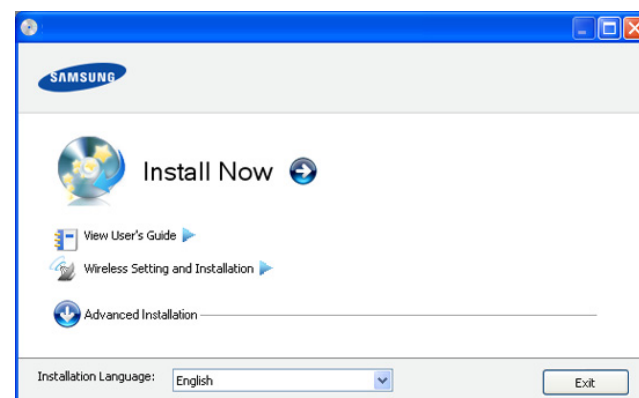 SAMSUNG
Install Now
View User's Guide
Wireless Setting and Installation
Advanced Installation
Installation Language: English
Exit